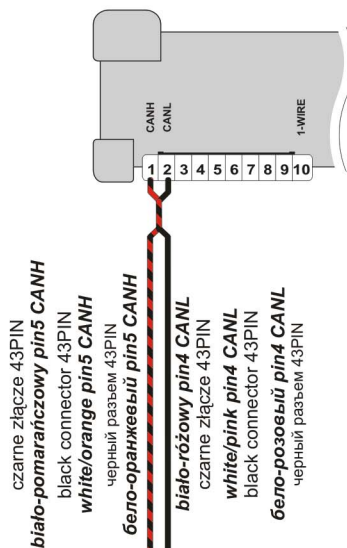 CANH
CANL
1-WIRE
1 2 3 4 5 6 7 8 9 10
czarne złącze 43PIN
biało-pomarańczowy pin5 CANH
black connector 43PIN
white/orange pin5 CANH
черный разъем 43PIN
бело-оранжевый pin5 CANH
biało-różowy pin4 CANL
czarne złącze 43PIN
white/pink pin4 CANL
black connector 43PIN
бело-розовый pin4 CANL
черный разъем 43PIN